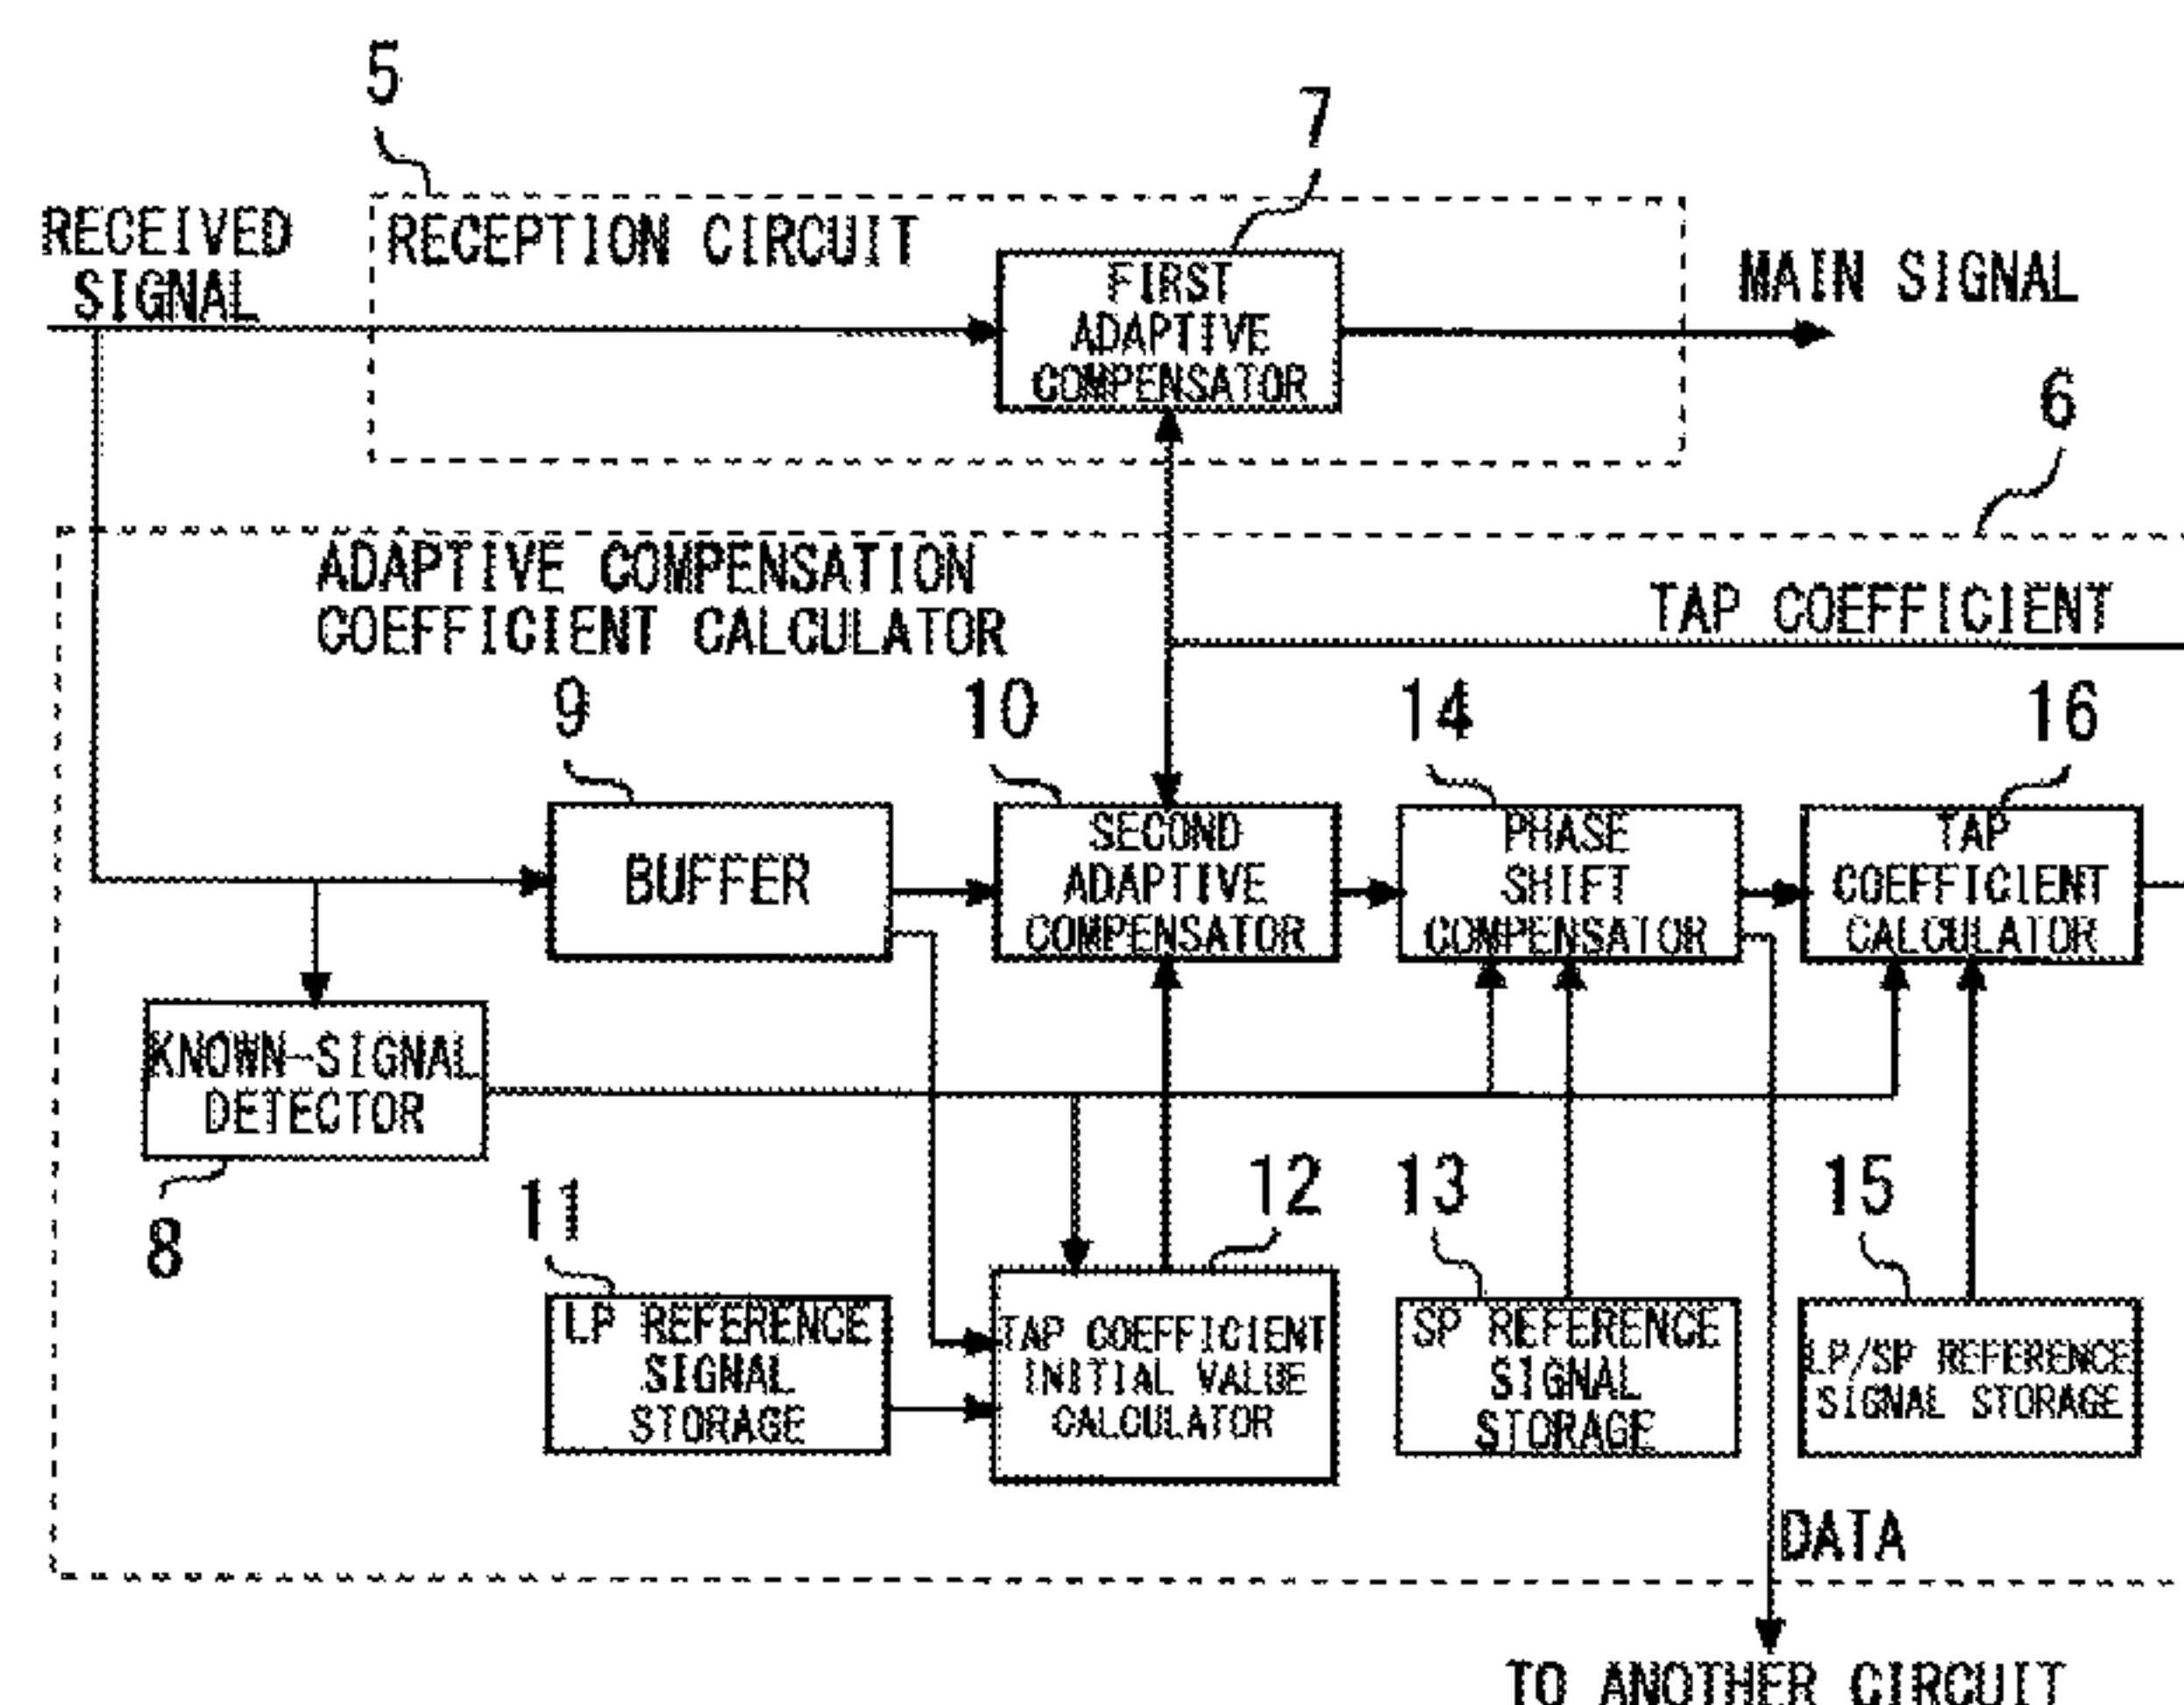 5
7
RECEIVED
SIGNAL
RECEPTION CIRCUIT
FIRST
ADAPTIVE
COMPENSATOR
MAIN SIGNAL
6
ADAPTIVE COMPENSATION
COEFFICIENT CALCULATOR
TAP COEFFICIENT
9
10
14
16
BUFFER
SECOND
ADAPTIVE
COMPENSATOR
PHASE
SHIFT
COMPENSATOR
TAP
COEFFICIENT
CALCULATOR
KNOWN-SIGNAL
DETECTOR
8
11
12
13
15
LP REFERENCE
SIGNAL
STORAGE
TAP COEFFICIENT
INITIAL VALUE
CALCULATOR
SP REFERENCE
SIGNAL
STORAGE
LP/SP REFERENCE
SIGNAL STORAGE
DATA
TO ANOTHER CIRCUIT